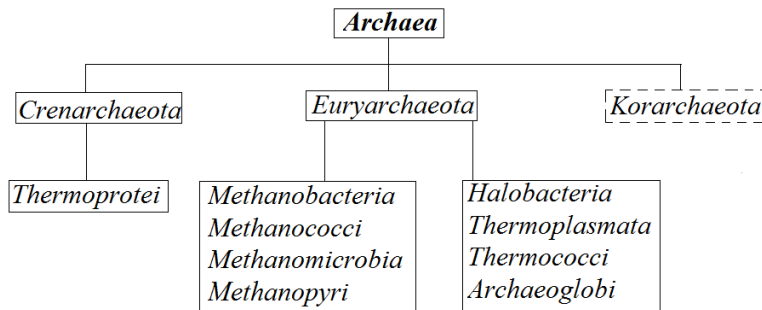 Archaea
Crenarchaeota
Euryarchaeota
Korarchaeota
Thermoprotei
Methanobacteria
Methanococci
Methanomicrobia
Methanopyri
Halobacteria
Thermoplasmata
Thermococci
Archaeoglobi